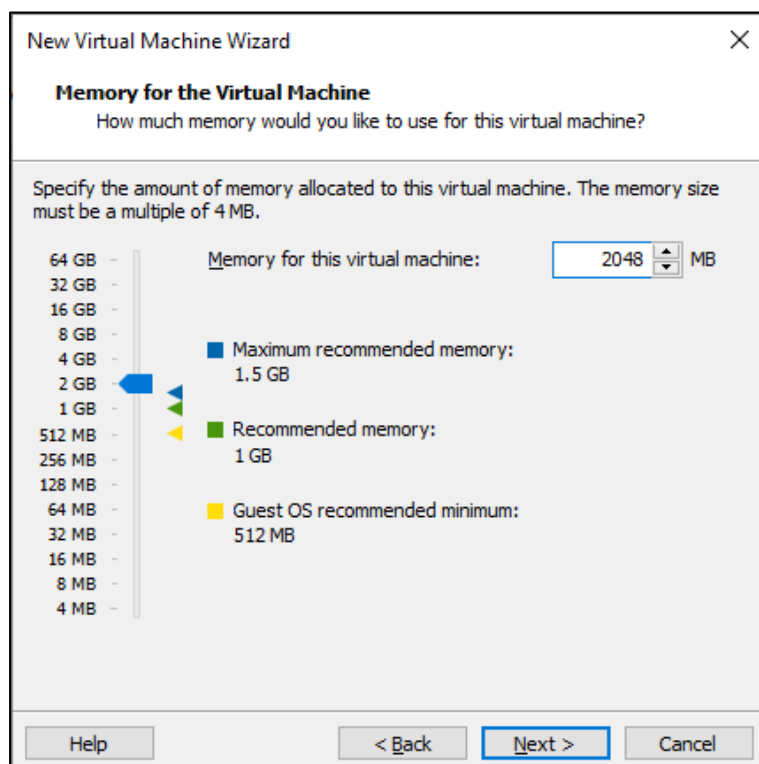 New Virtual Machine Wizard
Memory for the Virtual Machine
How much memory would you like to use for this virtual machine?
Specify the amount of memory allocated to this virtual machine. The memory size
must be a multiple of 4 MB.
64 GB
32 GB
16 GB
8 GB
4 GB
2 GB
1 GB
512 MB
256 MB
128 MB
64 MB
32 MB
16 MB
8 MB
4 MB
Memory for this virtual machine: 2048 MB
Maximum recommended memory:
1.5 GB
Recommended memory:
1 GB
Guest OS recommended minimum:
512 MB
Help < Back Next > Cancel